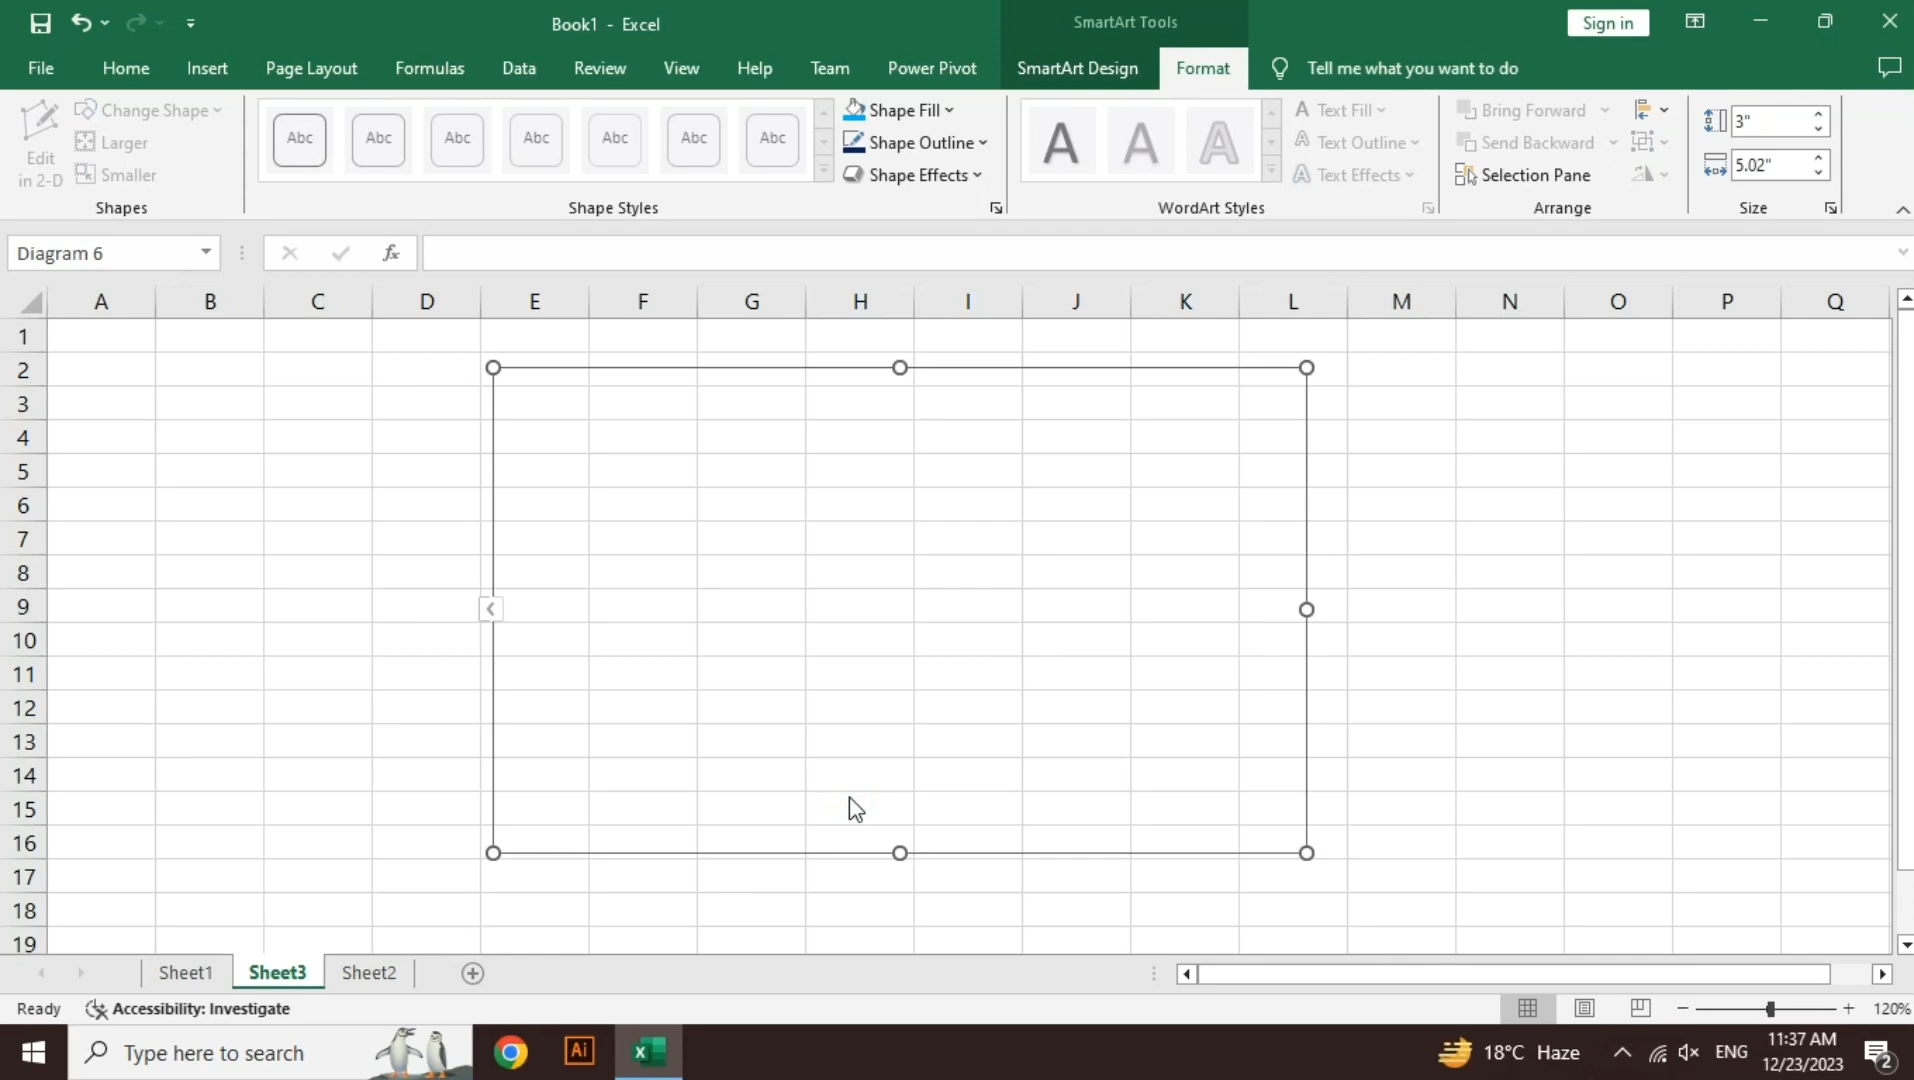 Book1 - Excel
SmartArt Tools
Sign in
File Home Insert Page Layout Formulas Data Review View Help Team Power Pivot SmartArt Design Format Tell me what you want to do
Edit in 2-D
Change Shape
Larger
Smaller
Shapes
Abc Abc Abc Abc Abc Abc Abc
Shape Fill
Shape Outline
Shape Effects
Shape Styles
A A A
Text Fill
Text Outline
Text Effects
WordArt Styles
Bring Forward
Send Backward
Selection Pane
Arrange
3"
5.02"
Size
Diagram 6
fx
A B C D E F G H I J K L M N O P Q
1
2
3
4
5
6
7
8
9
10
11
12
13
14
15
16
17
18
19
Sheet1 Sheet3 Sheet2
Ready Accessibility: Investigate 120%
Type here to search
Ai
X
18°C Haze
ENG
11:37 AM
12/23/2023
2